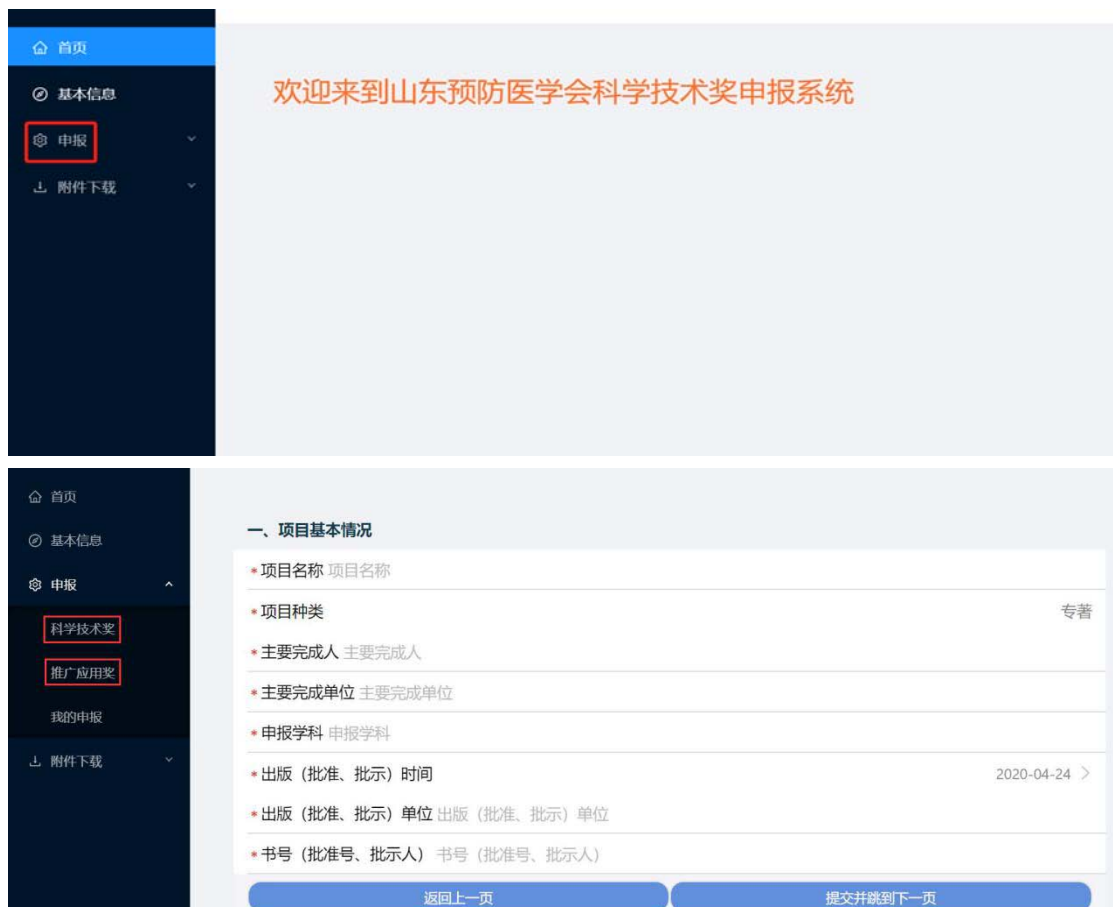 首页
欢迎来到山东预防医学会科学技术奖申报系统
基本信息
申报
附件下载
首页
基本信息
申报
科学技术奖
推广应用奖
我的申报
附件下载
一、项目基本情况
*项目名称 项目名称
*项目种类 专著
*主要完成人 主要完成人
*主要完成单位 主要完成单位
*申报学科 申报学科
*出版（批准、批示）时间 2020-04-24
*出版（批准、批示）单位 出版（批准、批示）单位
*书号（批准号、批示人） 书号（批准号、批示人）
返回上一页 提交并跳到下一页